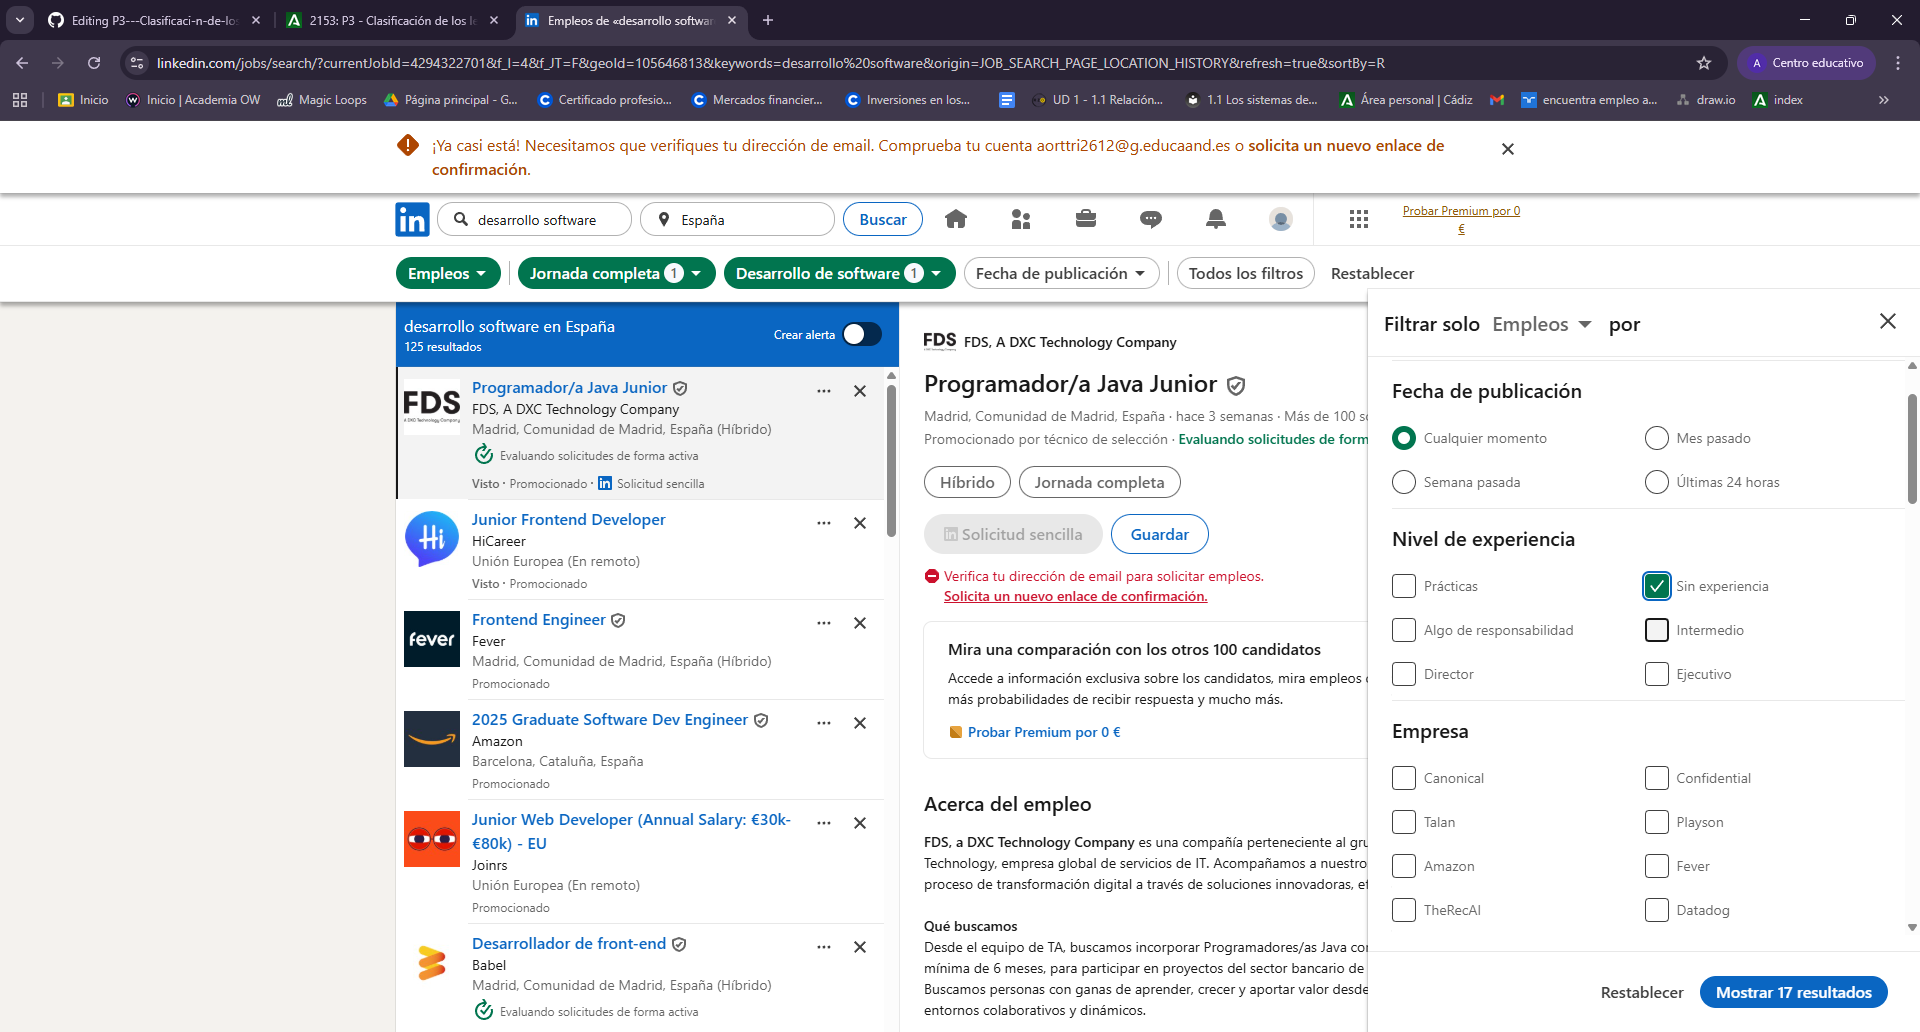 Editing P3---Clasificaci-n-de-los
2153: P3 - Clasificación de los le
Empleos de «desarrollo softwar
linkedin.com/jobs/search/?currentJobId=4294322701&f_I=4&f_JT=F&geoId=105646813&keywords=desarrollo%20software&origin=JOB_SEARCH_PAGE_LOCATION_HISTORY&refresh=true&sortBy=R
A Centro educativo
Inicio
Inicio | Academia OW
Magic Loops
Página principal - G...
Certificado profesio...
Mercados financier...
Inversiones en los...
UD 1 - 1.1 Relación...
1.1 Los sistemas de...
Área personal | Cádiz
encuentra empleo a...
draw.io
index
¡Ya casi está! Necesitamos que verifiques tu dirección de email. Comprueba tu cuenta aorttri2612@g.educaand.es o solicita un nuevo enlace de
confirmación.
in
desarrollo software
España
Buscar
Probar Premium por 0
€
Empleos
Jornada completa 1
Desarrollo de software 1
Fecha de publicación
Todos los filtros
Restablecer
desarrollo software en España
125 resultados
Crear alerta
FDS
A DXC Technology Company
Programador/a Java Junior
FDS, A DXC Technology Company
Madrid, Comunidad de Madrid, España (Híbrido)
Evaluando solicitudes de forma activa
Visto · Promocionado · in Solicitud sencilla
Hi
Junior Frontend Developer
HiCareer
Unión Europea (En remoto)
Visto · Promocionado
fever
Frontend Engineer
Fever
Madrid, Comunidad de Madrid, España (Híbrido)
Promocionado
2025 Graduate Software Dev Engineer
Amazon
Barcelona, Cataluña, España
Promocionado
Junior Web Developer (Annual Salary: €30k-
€80k) - EU
Joinrs
Unión Europea (En remoto)
Promocionado
Desarrollador de front-end
Babel
Madrid, Comunidad de Madrid, España (Híbrido)
Evaluando solicitudes de forma activa
FDS
FDS, A DXC Technology Company
Programador/a Java Junior
Madrid, Comunidad de Madrid, España · hace 3 semanas · Más de 100 so
Promocionado por técnico de selección · Evaluando solicitudes de form
Híbrido
Jornada completa
in Solicitud sencilla
Guardar
Verifica tu dirección de email para solicitar empleos.
Solicita un nuevo enlace de confirmación.
Mira una comparación con los otros 100 candidatos
Accede a información exclusiva sobre los candidatos, mira empleos
más probabilidades de recibir respuesta y mucho más.
Probar Premium por 0 €
Acerca del empleo
FDS, a DXC Technology Company es una compañía perteneciente al gru
Technology, empresa global de servicios de IT. Acompañamos a nuestro
proceso de transformación digital a través de soluciones innovadoras, ef
Qué buscamos
Desde el equipo de TA, buscamos incorporar Programadores/as Java co
mínima de 6 meses, para participar en proyectos del sector bancario de
Buscamos personas con ganas de aprender, crecer y aportar valor desde
entornos colaborativos y dinámicos.
Filtrar solo Empleos por
Fecha de publicación
Cualquier momento
Mes pasado
Semana pasada
Últimas 24 horas
Nivel de experiencia
Prácticas
Sin experiencia
Algo de responsabilidad
Intermedio
Director
Ejecutivo
Empresa
Canonical
Confidential
Talan
Playson
Amazon
Fever
TheRecAI
Datadog
Restablecer
Mostrar 17 resultados